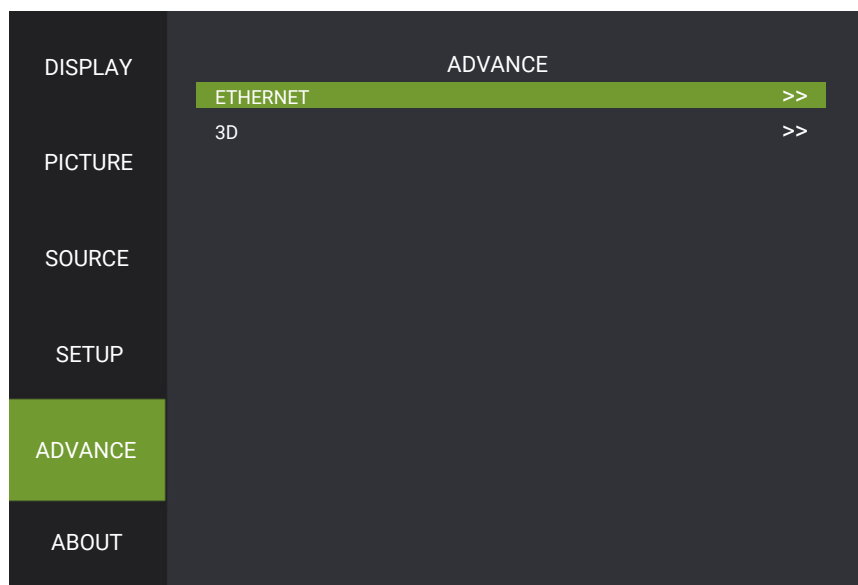 DISPLAY
PICTURE
SOURCE
SETUP
ADVANCE
ABOUT
ADVANCE
ETHERNET >>
3D >>